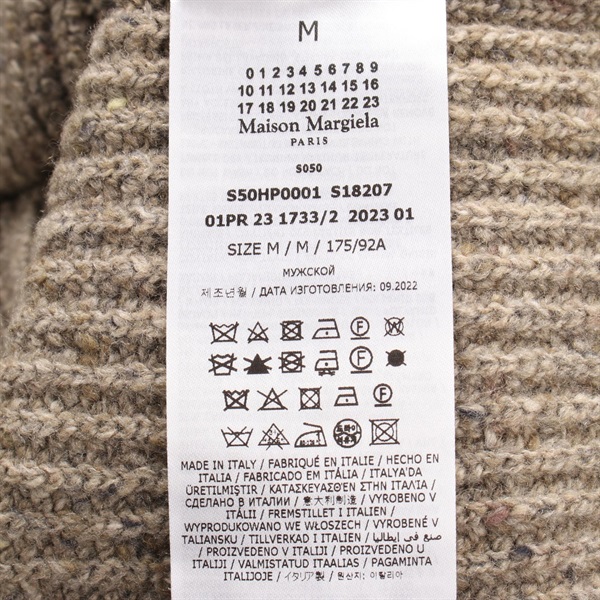 M
0 1 2 3 4 5 6 7 8 9
10 11 12 13 14 15 16
17 18 19 20 21 22 23
Maison Margiela
PARIS
S050
S50HP0001 S18207
01PR 23 1733/2 2023 01
SIZE M / M / 175/92A
МУЖСКОЙ
제조년월 / ДАТА ИЗГОТОВЛЕНИЯ: 09.2022
MADE IN ITALY / FABRIQUÉ EN ITALIE / HECHO EN
ITALIA / FABRICADO EM ITÁLIA / ITALYA'DA
ÜRETILMIŞTIR / ΚΑΤΑΣΚΕΥΑΣΘΕΝ ΣΤΗΝ ΙΤΑΛΙΑ /
СДЕЛАНО В ИТАЛИИ / 意大利制造 / VYROBENO V
ITÁLII / FREMSTILLET I ITALIEN /
WYPRODUKOWANO WE WŁOSZECH / VYROBENÉ V
TALIANSKU / TILLVERKAD I ITALIEN / صنع في إيطاليا
/ PROIZVEDENO V ITALIJI / PROIZVEDENO U
ITALIJI / VALMISTATUD ITAALIAS / PAGAMINTA
ITALIJOJE / イタリア製 / 원산지: 이탈리아